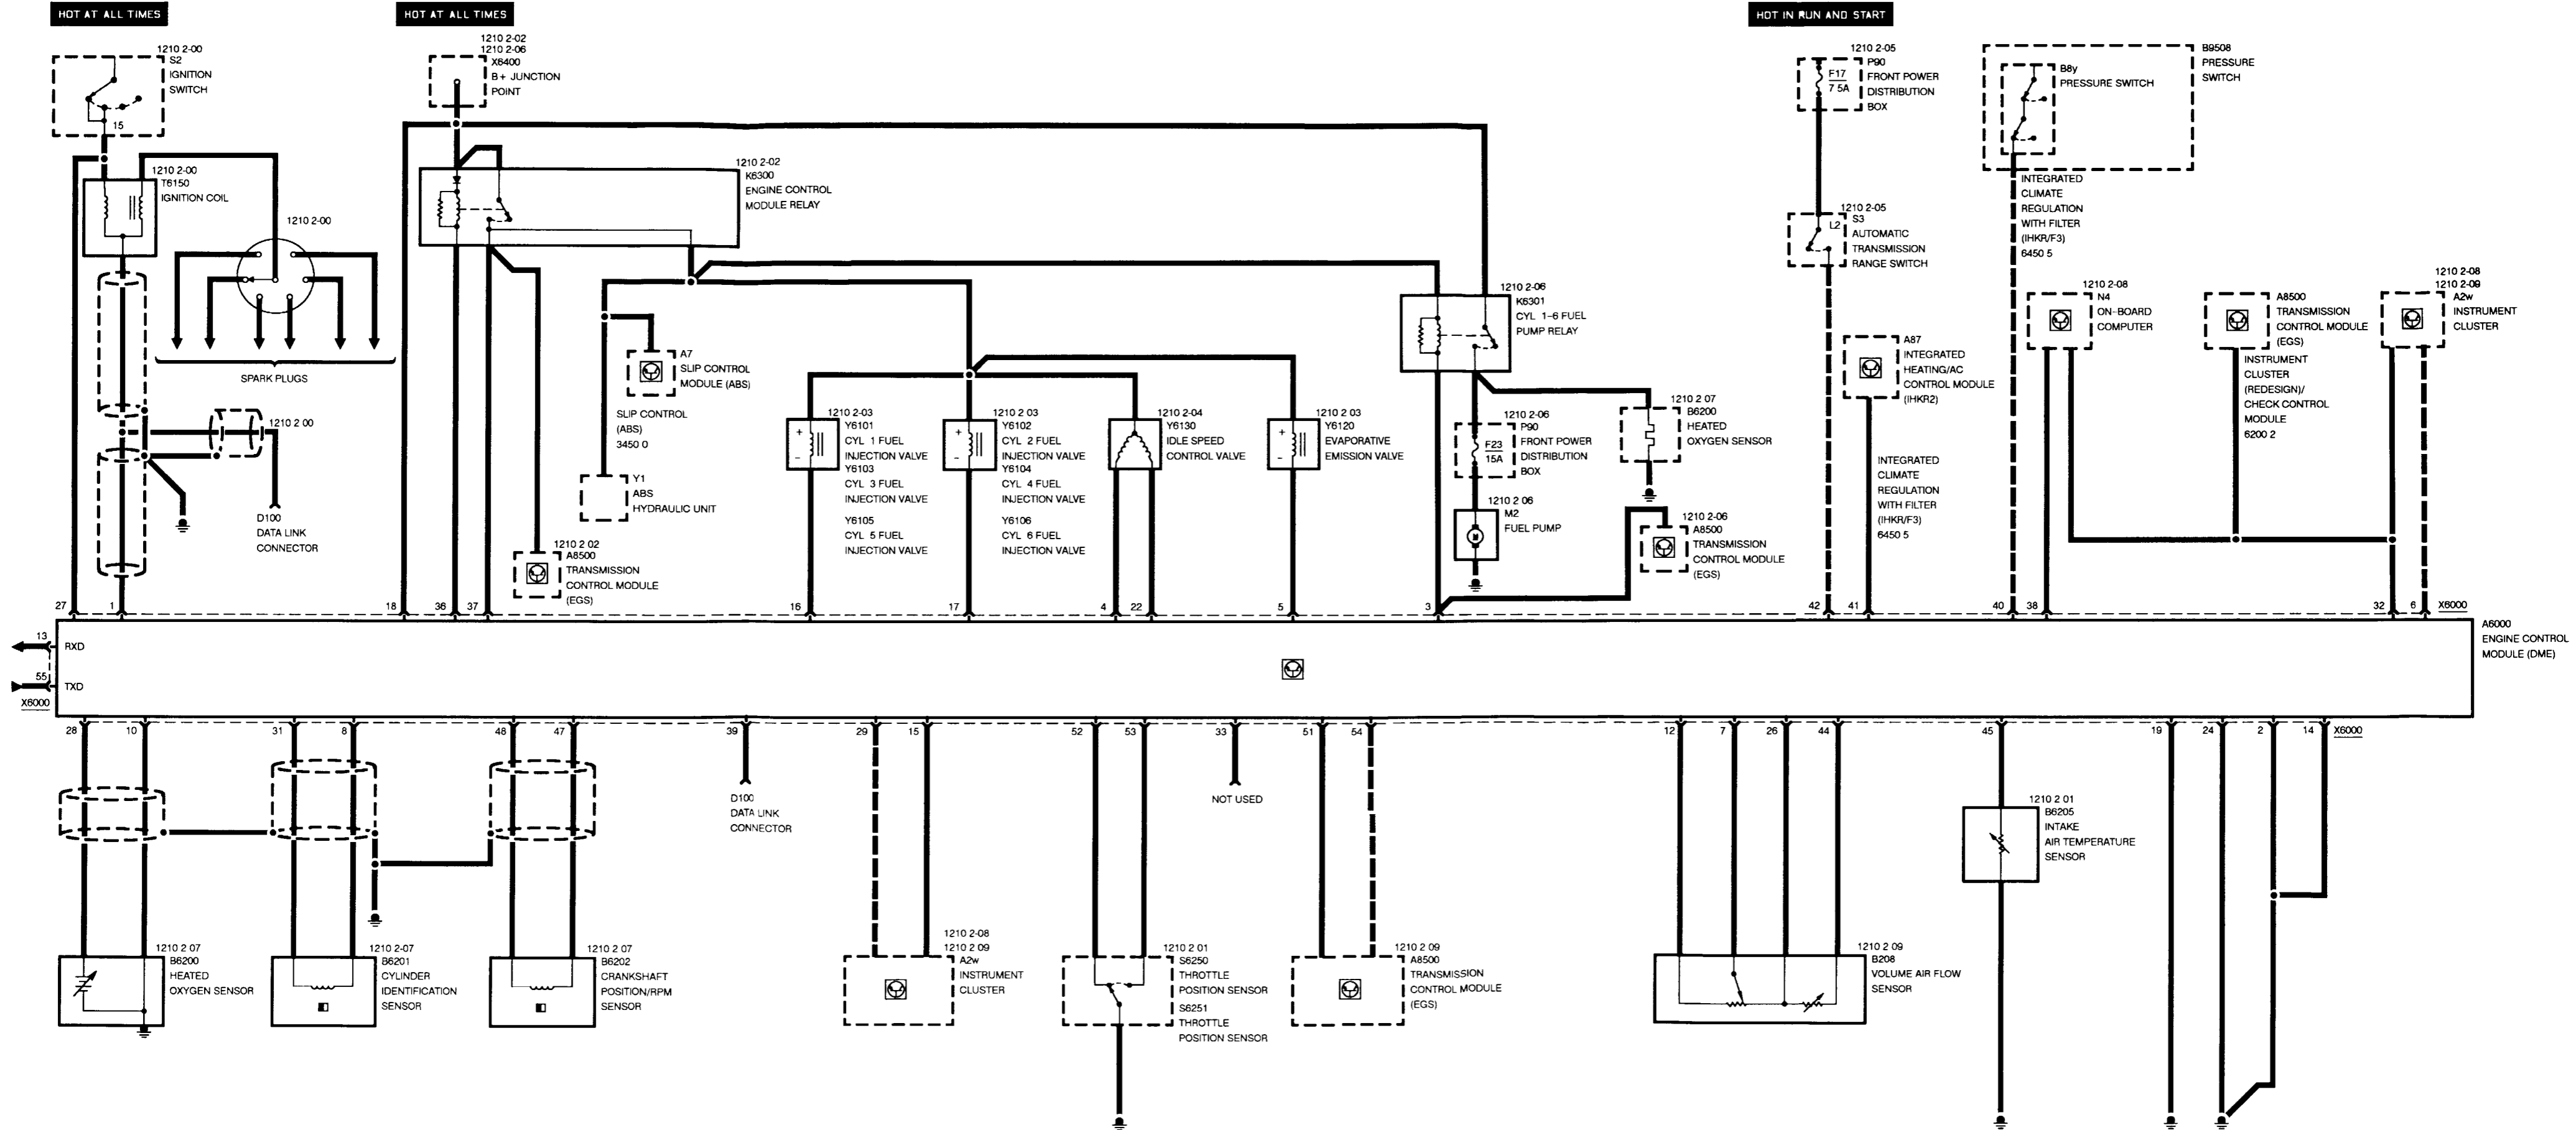 HOT AT ALL TIMES
HOT AT ALL TIMES
HOT IN RUN AND START
1210 2-00
S2
IGNITION
SWITCH
15
1210 2-02
1210 2-06
X6400
B+ JUNCTION
POINT
1210 2-05
P90
FRONT POWER
DISTRIBUTION
BOX
F17
7 5A
B9508
PRESSURE
SWITCH
B8y
PRESSURE SWITCH
1210 2-00
T6150
IGNITION COIL
1210 2-00
SPARK PLUGS
1210 2 00
D100
DATA LINK
CONNECTOR
1210 2-02
K6300
ENGINE CONTROL
MODULE RELAY
A7
SLIP CONTROL
MODULE (ABS)
SLIP CONTROL
(ABS)
3450 0
Y1
ABS
HYDRAULIC UNIT
1210 2 02
A8500
TRANSMISSION
CONTROL MODULE
(EGS)
1210 2-03
Y6101
CYL 1 FUEL
INJECTION VALVE
Y6103
CYL 3 FUEL
INJECTION VALVE
Y6105
CYL 5 FUEL
INJECTION VALVE
1210 2 03
Y6102
CYL 2 FUEL
INJECTION VALVE
Y6104
CYL 4 FUEL
INJECTION VALVE
Y6106
CYL 6 FUEL
INJECTION VALVE
1210 2-04
Y6130
IDLE SPEED
CONTROL VALVE
1210 2 03
Y6120
EVAPORATIVE
EMISSION VALVE
1210 2-06
K6301
CYL 1-6 FUEL
PUMP RELAY
1210 2-06
P90
FRONT POWER
DISTRIBUTION
BOX
F23
15A
1210 2 06
M2
FUEL PUMP
M
1210 2 07
B6200
HEATED
OXYGEN SENSOR
1210 2-06
A8500
TRANSMISSION
CONTROL MODULE
(EGS)
1210 2-05
S3
AUTOMATIC
TRANSMISSION
RANGE SWITCH
L2
A87
INTEGRATED
HEATING/AC
CONTROL MODULE
(IHKR2)
INTEGRATED
CLIMATE
REGULATION
WITH FILTER
(IHKR/F3)
6450 5
INTEGRATED
CLIMATE
REGULATION
WITH FILTER
(IHKR/F3)
6450 5
1210 2-08
N4
ON-BOARD
COMPUTER
A8500
TRANSMISSION
CONTROL MODULE
(EGS)
INSTRUMENT
CLUSTER
(REDESIGN)/
CHECK CONTROL
MODULE
6200 2
1210 2-08
1210 2-09
A2w
INSTRUMENT
CLUSTER
27 1 18 36 37 16 17 4 22 5 3 42 41 40 38 32 6 X6000
13 RXD
55 TXD
X6000
A6000
ENGINE CONTROL
MODULE (DME)
28 10 31 8 48 47 39 29 15 52 53 33 51 54 12 7 26 44 45 19 24 2 14 X6000
D100
DATA LINK
CONNECTOR
NOT USED
1210 2 07
B6200
HEATED
OXYGEN SENSOR
1210 2-07
B6201
CYLINDER
IDENTIFICATION
SENSOR
1210 2 07
B6202
CRANKSHAFT
POSITION/RPM
SENSOR
1210 2-08
1210 2 09
A2w
INSTRUMENT
CLUSTER
1210 2 01
S6250
THROTTLE
POSITION SENSOR
S6251
THROTTLE
POSITION SENSOR
1210 2 09
A8500
TRANSMISSION
CONTROL MODULE
(EGS)
1210 2 09
B208
VOLUME AIR FLOW
SENSOR
1210 2 01
B6205
INTAKE
AIR TEMPERATURE
SENSOR